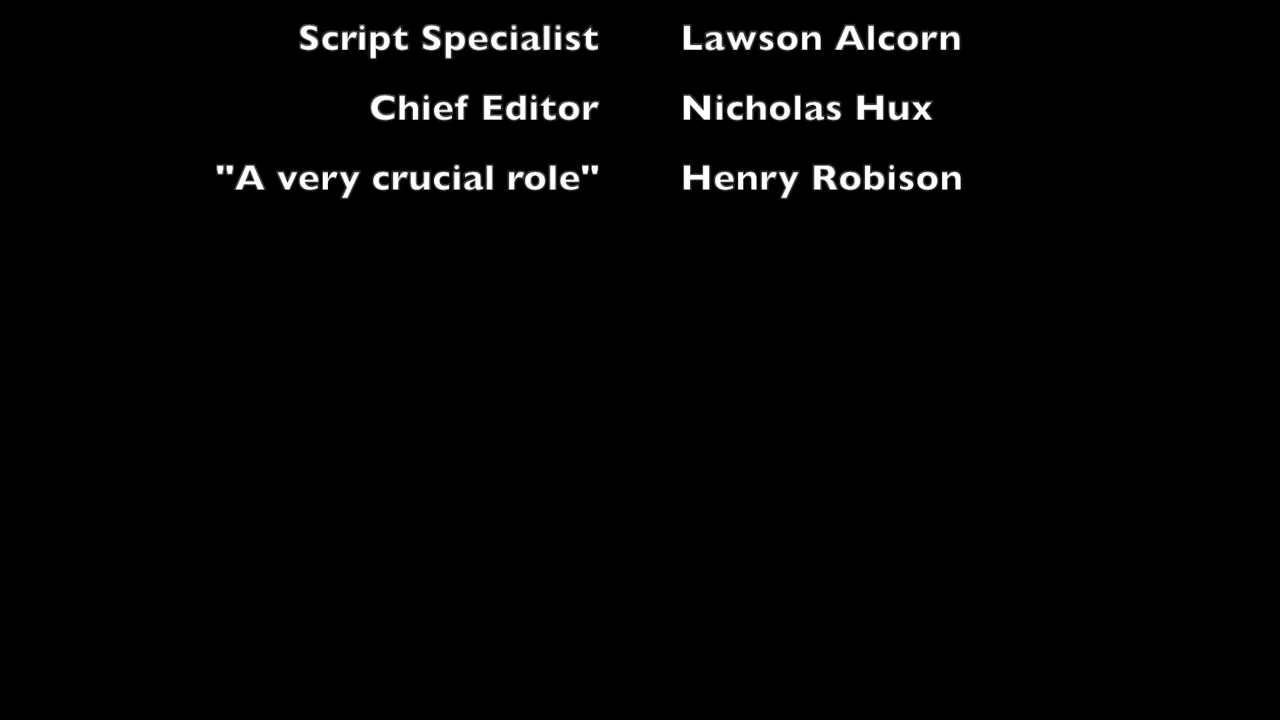 Script Specialist Lawson Alcorn
Chief Editor Nicholas Hux
"A very crucial role" Henry Robison